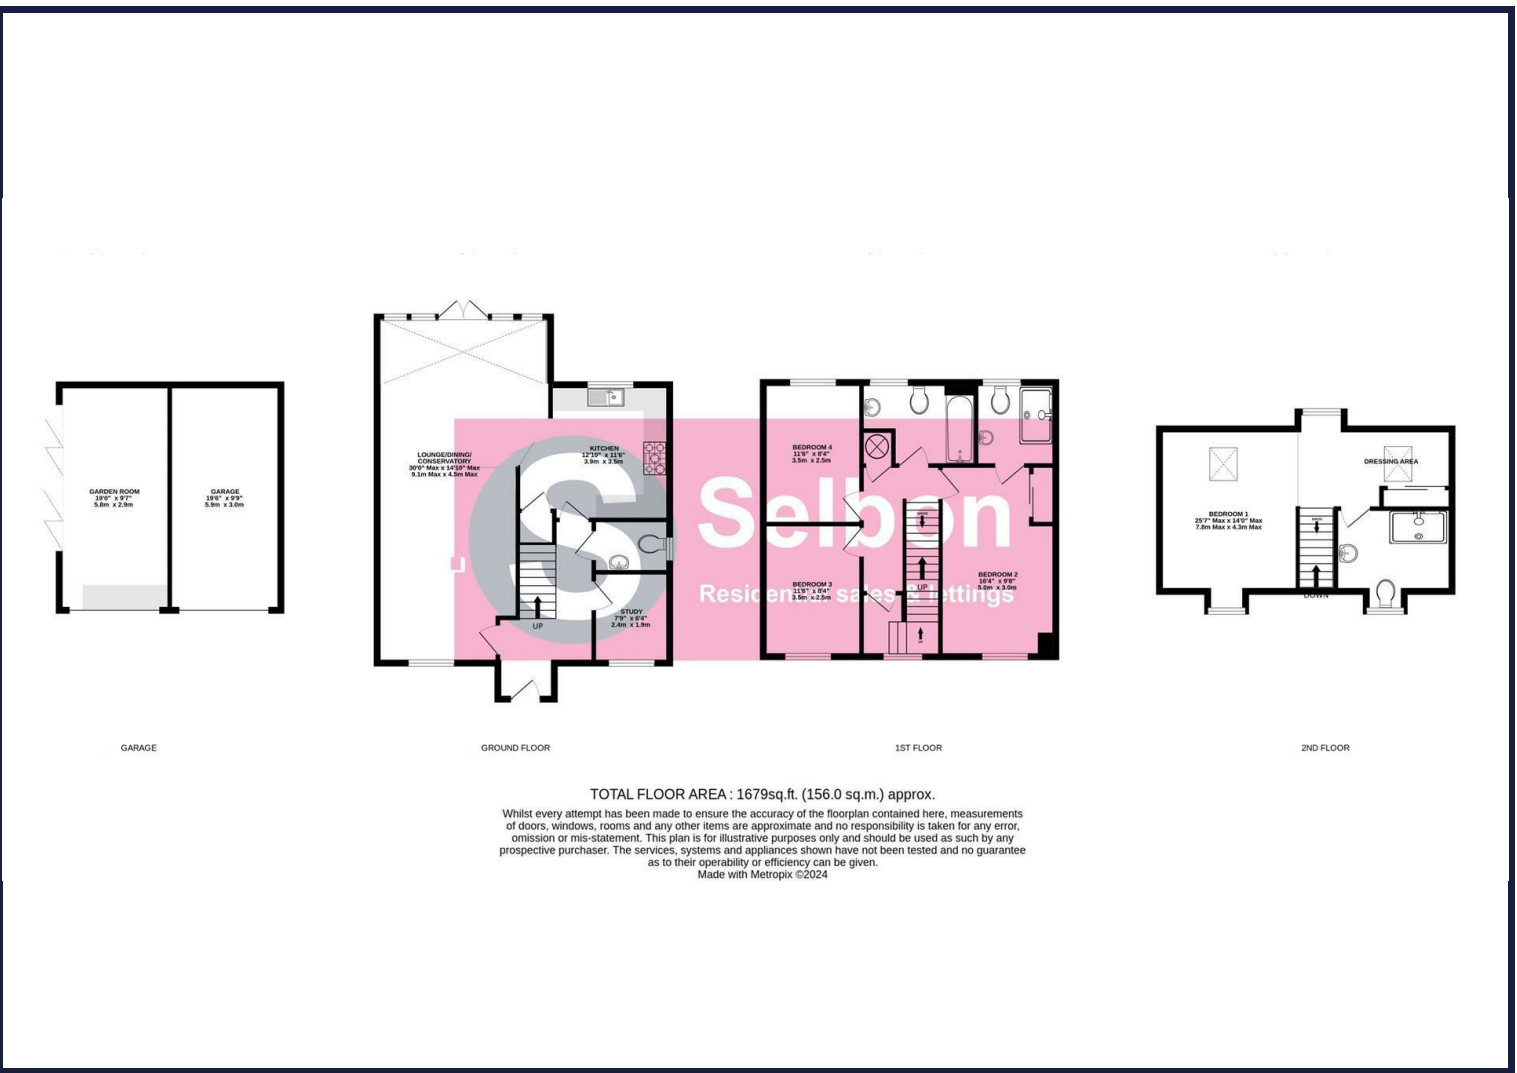 GARDEN ROOM
19'0" x 9'7"
5.8m x 2.9m
GARAGE
19'6" x 9'9"
5.9m x 3.0m
LOUNGE/DINING/
CONSERVATORY
30'0" Max x 14'10" Max
9.1m Max x 4.5m Max
KITCHEN
12'10" x 11'6"
3.9m x 3.5m
STUDY
7'9" x 6'4"
2.4m x 1.9m
UP
Selbon
Residential sales & lettings
BEDROOM 4
11'6" x 8'4"
3.5m x 2.5m
BEDROOM 3
11'6" x 8'4"
3.5m x 2.5m
BEDROOM 2
16'4" x 9'8"
5.0m x 3.0m
UP
DRESSING AREA
BEDROOM 1
25'7" Max x 14'0" Max
7.8m Max x 4.3m Max
DOWN
GARAGE
GROUND FLOOR
1ST FLOOR
2ND FLOOR
TOTAL FLOOR AREA : 1679sq.ft. (156.0 sq.m.) approx.
Whilst every attempt has been made to ensure the accuracy of the floorplan contained here, measurements
of doors, windows, rooms and any other items are approximate and no responsibility is taken for any error,
omission or mis-statement. This plan is for illustrative purposes only and should be used as such by any
prospective purchaser. The services, systems and appliances shown have not been tested and no guarantee
as to their operability or efficiency can be given.
Made with Metropix ©2024